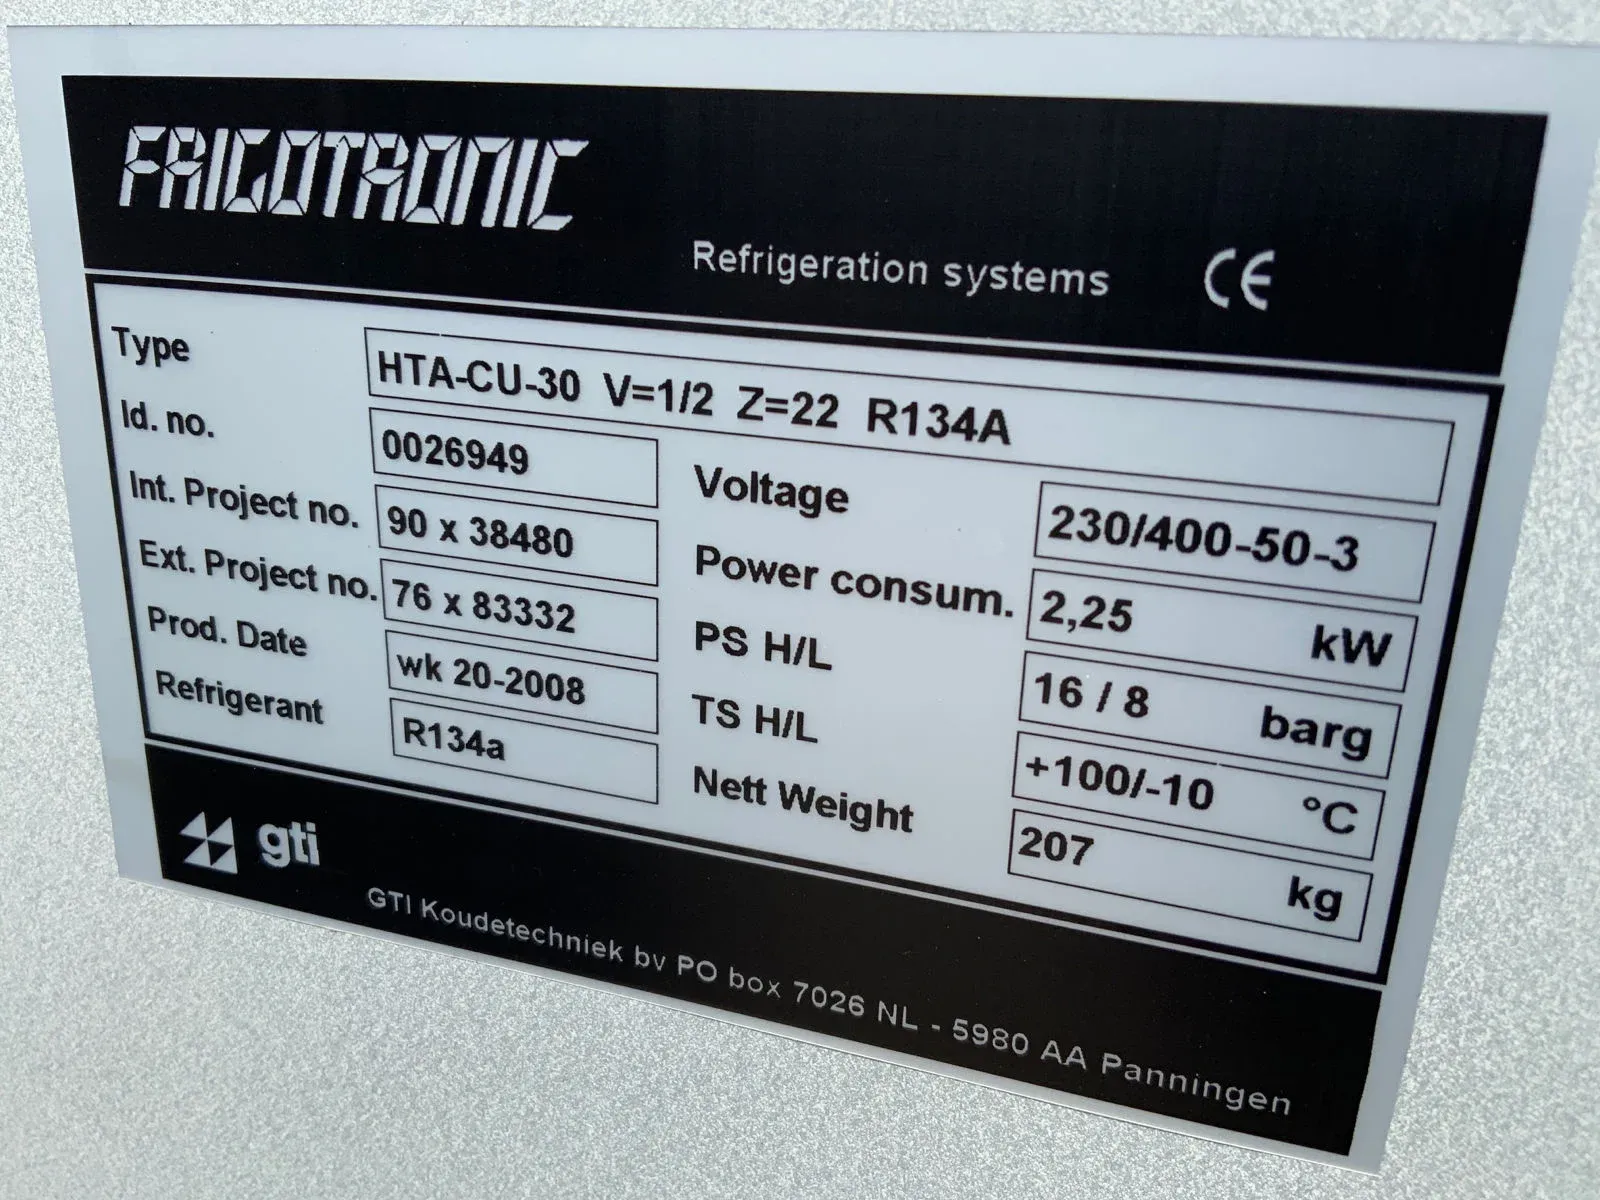 FRIGOTRONIC
Refrigeration systems CE
Type HTA-CU-30 V=1/2 Z=22 R134A
Id. no. 0026949
Int. Project no. 90 x 38480
Ext. Project no. 76 x 83332
Prod. Date wk 20-2008
Refrigerant R134a
Voltage 230/400-50-3
Power consum. 2,25 kW
PS H/L 16 / 8 barg
TS H/L +100/-10 °C
Nett Weight 207 kg
gti
GTI Koudetechniek bv PO box 7026 NL - 5980 AA Panningen